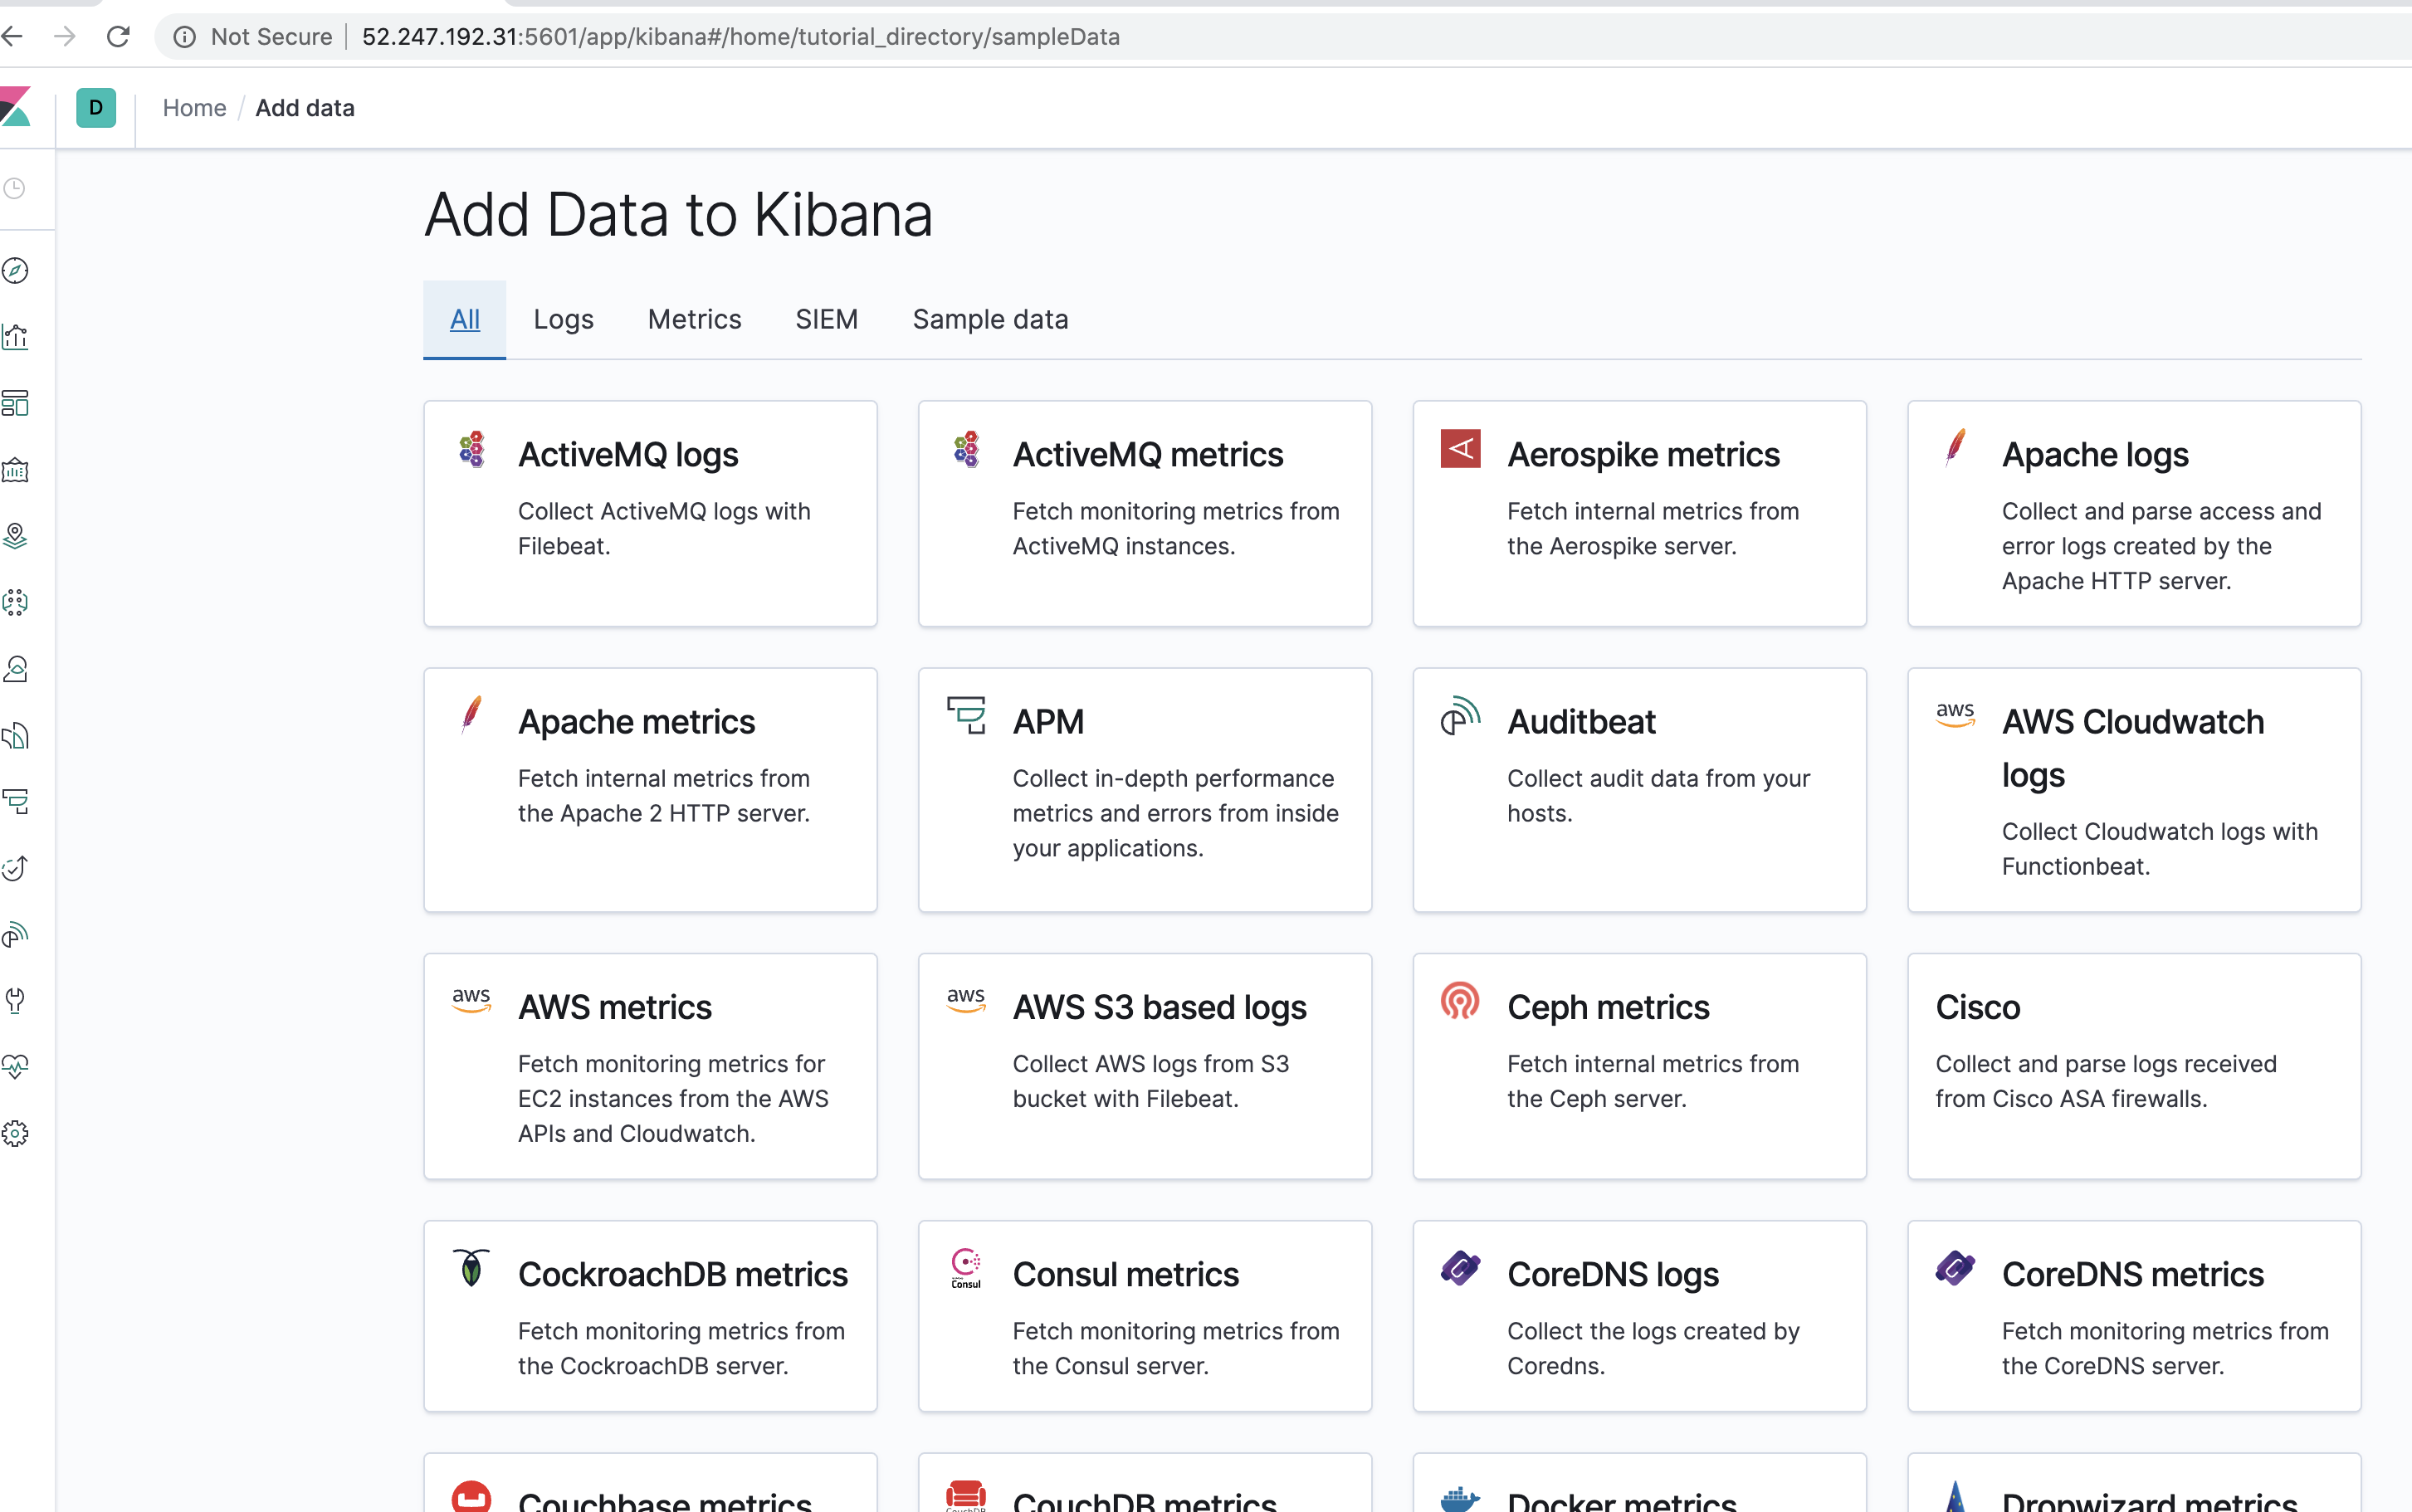 Not Secure | 52.247.192.31:5601/app/kibana#/home/tutorial_directory/sampleData
D Home / Add data
Add Data to Kibana
All Logs Metrics SIEM Sample data
ActiveMQ logs
Collect ActiveMQ logs with
Filebeat.
ActiveMQ metrics
Fetch monitoring metrics from
ActiveMQ instances.
Aerospike metrics
Fetch internal metrics from
the Aerospike server.
Apache logs
Collect and parse access and
error logs created by the
Apache HTTP server.
Apache metrics
Fetch internal metrics from
the Apache 2 HTTP server.
APM
Collect in-depth performance
metrics and errors from inside
your applications.
Auditbeat
Collect audit data from your
hosts.
aws
AWS Cloudwatch
logs
Collect Cloudwatch logs with
Functionbeat.
aws
AWS metrics
Fetch monitoring metrics for
EC2 instances from the AWS
APIs and Cloudwatch.
aws
AWS S3 based logs
Collect AWS logs from S3
bucket with Filebeat.
Ceph metrics
Fetch internal metrics from
the Ceph server.
Cisco
Collect and parse logs received
from Cisco ASA firewalls.
CockroachDB metrics
Fetch monitoring metrics from
the CockroachDB server.
Consul
Consul metrics
Fetch monitoring metrics from
the Consul server.
CoreDNS logs
Collect the logs created by
Coredns.
CoreDNS metrics
Fetch monitoring metrics from
the CoreDNS server.
Couchbase metrics
CouchDB
CouchDB metrics
Docker metrics
Dropwizard metrics